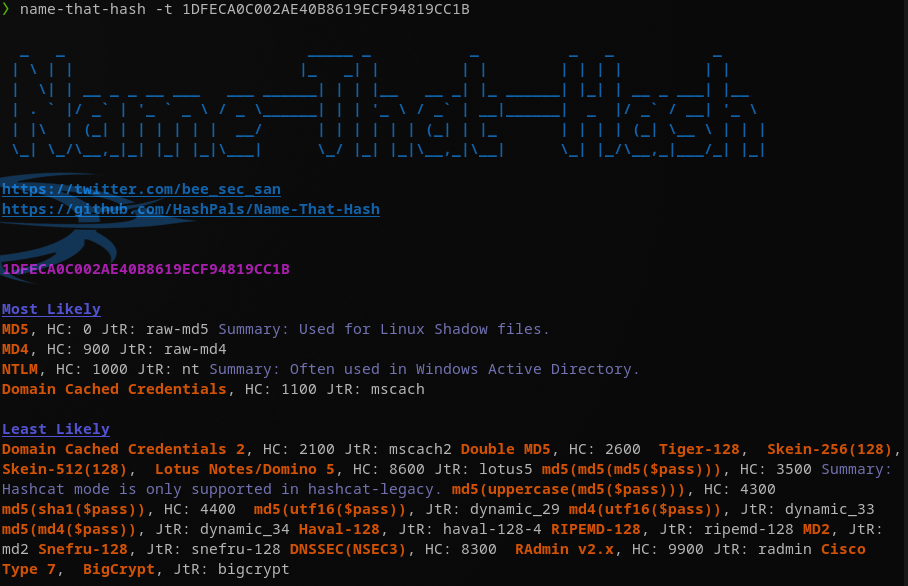 ❯ name-that-hash -t 1DFECA0C002AE40B8619ECF94819CC1B
Name-That-Hash
https://twitter.com/bee_sec_san
https://github.com/HashPals/Name-That-Hash
1DFECA0C002AE40B8619ECF94819CC1B
Most Likely
MD5, HC: 0 JtR: raw-md5 Summary: Used for Linux Shadow files.
MD4, HC: 900 JtR: raw-md4
NTLM, HC: 1000 JtR: nt Summary: Often used in Windows Active Directory.
Domain Cached Credentials, HC: 1100 JtR: mscach
Least Likely
Domain Cached Credentials 2, HC: 2100 JtR: mscach2 Double MD5, HC: 2600  Tiger-128,  Skein-256(128),
Skein-512(128),  Lotus Notes/Domino 5, HC: 8600 JtR: lotus5 md5(md5(md5($pass))), HC: 3500 Summary:
Hashcat mode is only supported in hashcat-legacy. md5(uppercase(md5($pass))), HC: 4300
md5(sha1($pass)), HC: 4400  md5(utf16($pass)), JtR: dynamic_29 md4(utf16($pass)), JtR: dynamic_33
md5(md4($pass)), JtR: dynamic_34 Haval-128, JtR: haval-128-4 RIPEMD-128, JtR: ripemd-128 MD2, JtR:
md2 Snefru-128, JtR: snefru-128 DNSSEC(NSEC3), HC: 8300  RAdmin v2.x, HC: 9900 JtR: radmin Cisco
Type 7,  BigCrypt, JtR: bigcrypt